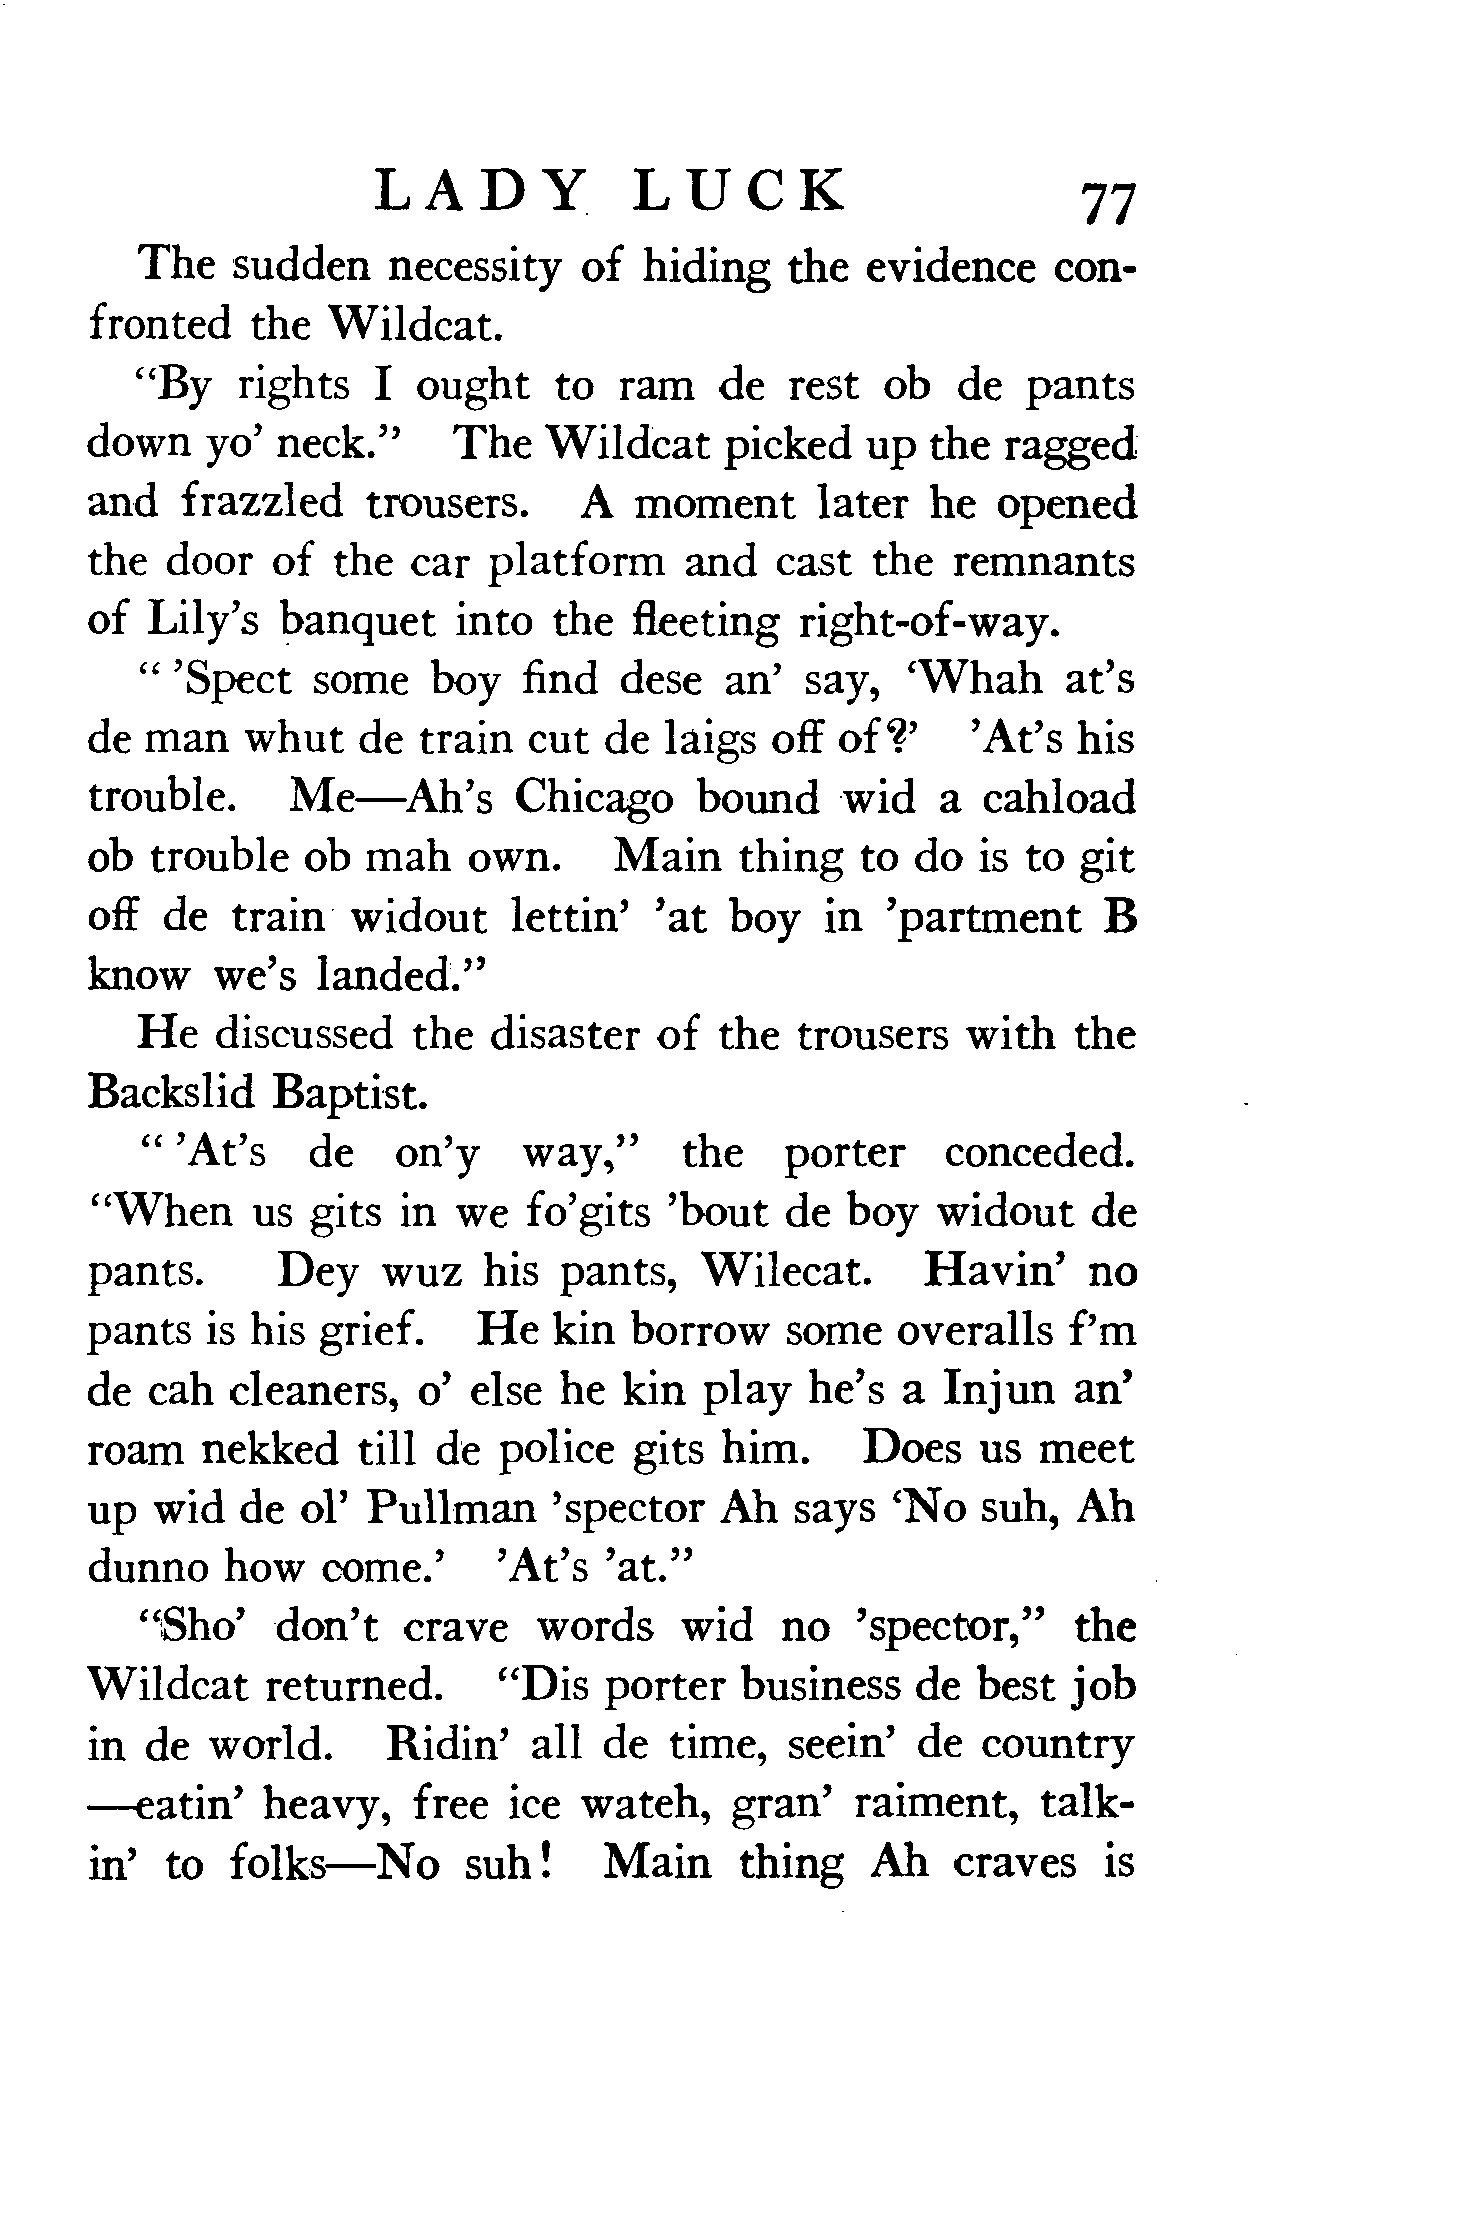 LADY LUCK 77
The sudden necessity of hiding the evidence con-
fronted the Wildcat.
“By rights I ought to ram de rest ob de pants
down yo’ neck.” The Wildcat picked up the ragged
and frazzled trousers. A moment later he opened
the door of the car platform and cast the remnants
of Lily’s banquet into the fleeting right-of-way.
“ ’Spect some boy find dese an’ say, ‘Whah at’s
de man whut de train cut de laigs off of?’ ’At’s his
trouble. Me—Ah’s Chicago bound wid a cahload
ob trouble ob mah own. Main thing to do is to git
off de train widout lettin’ ’at boy in ’partment B
know we’s landed.”
He discussed the disaster of the trousers with the
Backslid Baptist.
“ ’At’s de on’y way,” the porter conceded.
“When us gits in we fo’gits ’bout de boy widout de
pants. Dey wuz his pants, Wilecat. Havin’ no
pants is his grief. He kin borrow some overalls f’m
de cah cleaners, o’ else he kin play he’s a Injun an’
roam nekked till de police gits him. Does us meet
up wid de ol’ Pullman ’spector Ah says ‘No suh, Ah
dunno how come.’ ’At’s ’at.”
“Sho’ don’t crave words wid no ’spector,” the
Wildcat returned. “Dis porter business de best job
in de world. Ridin’ all de time, seein’ de country
—eatin’ heavy, free ice wateh, gran’ raiment, talk-
in’ to folks—No suh! Main thing Ah craves is